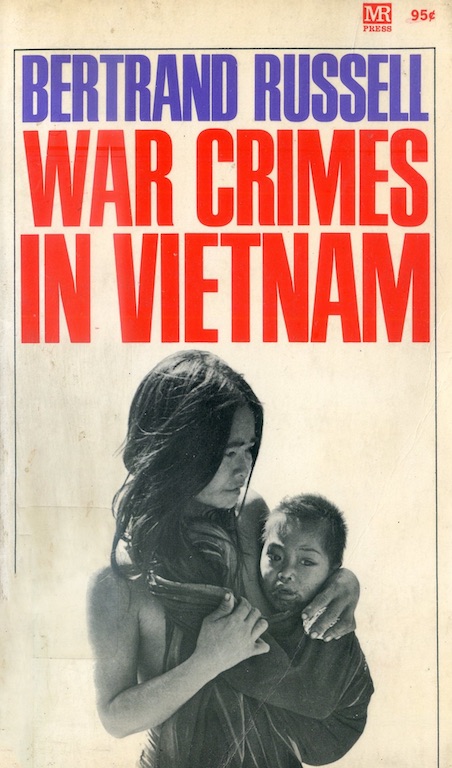 MR
PRESS
95¢
BERTRAND RUSSELL
WAR CRIMES
IN VIETNAM